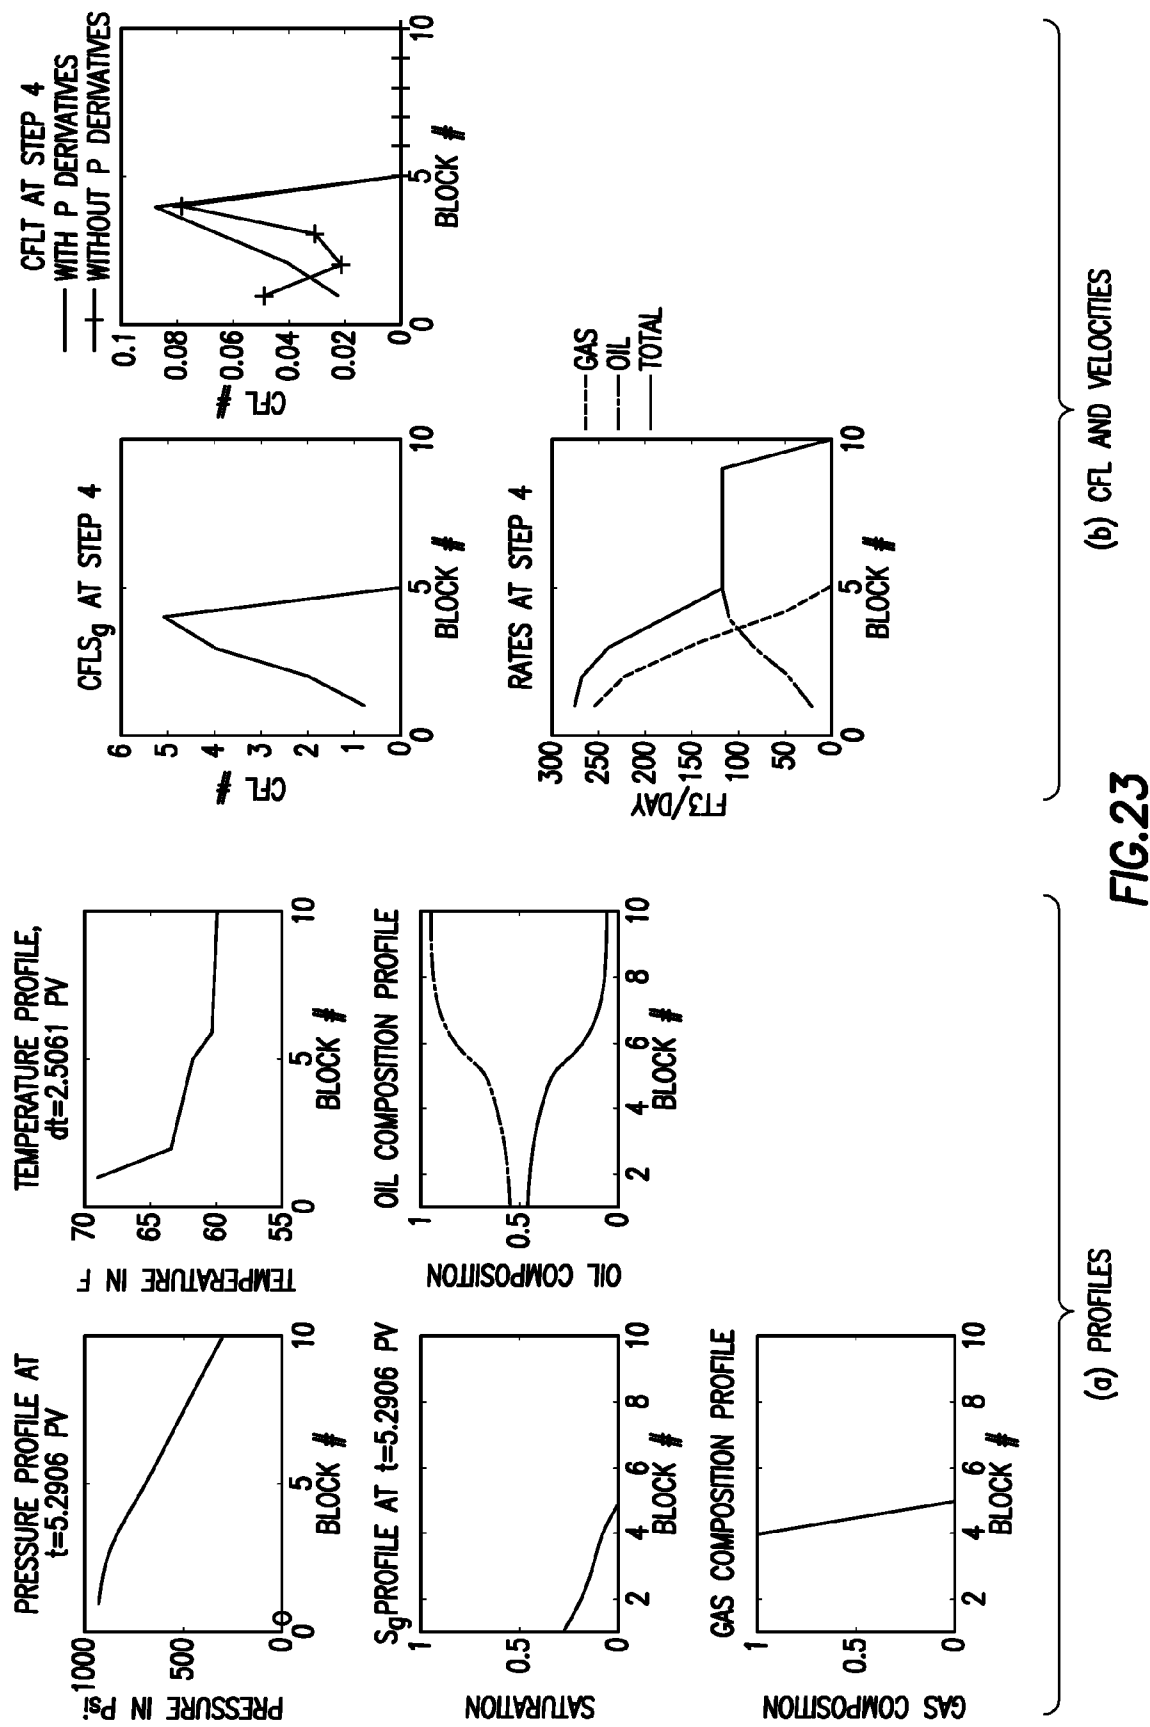 PRESSURE PROFILE AT
t=5.2906 PV
1000
500
0
0
5
10
PRESSURE IN Psi.
BLOCK #
TEMPERATURE PROFILE,
dt=2.5061 PV
70
65
60
55
0
5
10
TEMPERATURE IN F
BLOCK #
SgPROFILE AT t=5.2906 PV
1
0.5
0
2
4
6
8
10
SATURATION
BLOCK #
OIL COMPOSITION PROFILE
1
0.5
0
2
4
6
8
10
OIL COMPOSIITON
BLOCK #
GAS COMPOSITION PROFILE
1
0.5
0
2
4
6
8
10
GAS COMPOSITION
BLOCK #
(a) PROFILES
CFLSg AT STEP 4
6
5
4
3
2
1
0
0
5
10
CFL #
BLOCK #
CFLT AT STEP 4
WITH P DERIVATIVES
WITHOUT P DERIVATIVES
0.1
0.08
0.06
0.04
0.02
0
0
5
10
CFL #
BLOCK #
RATES AT STEP 4
GAS
OIL
TOTAL
300
250
200
150
100
50
0
0
5
10
FT3/DAY
BLOCK #
(b) CFL AND VELOCITIES
FIG.23